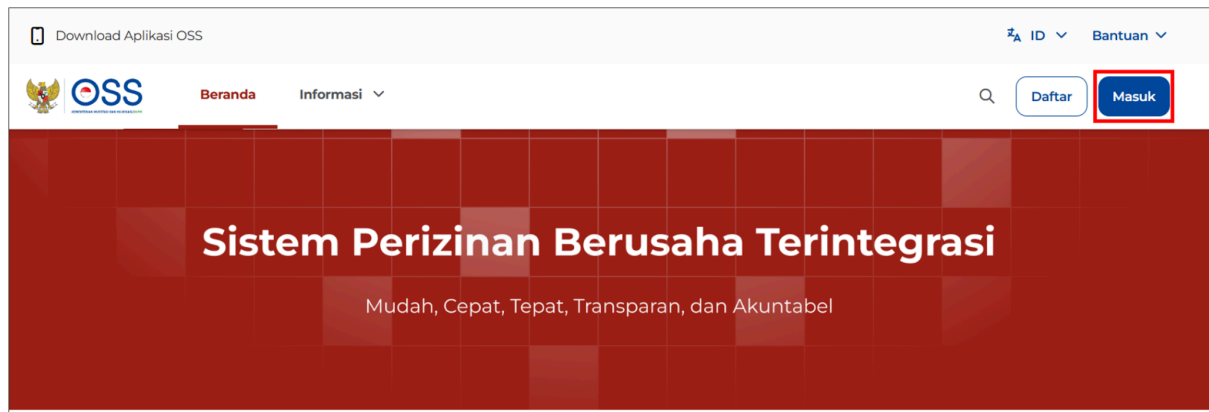 Download Aplikasi OSS
ID
Bantuan
OSS
Beranda
Informasi
Daftar
Masuk
Sistem Perizinan Berusaha Terintegrasi
Mudah, Cepat, Tepat, Transparan, dan Akuntabel